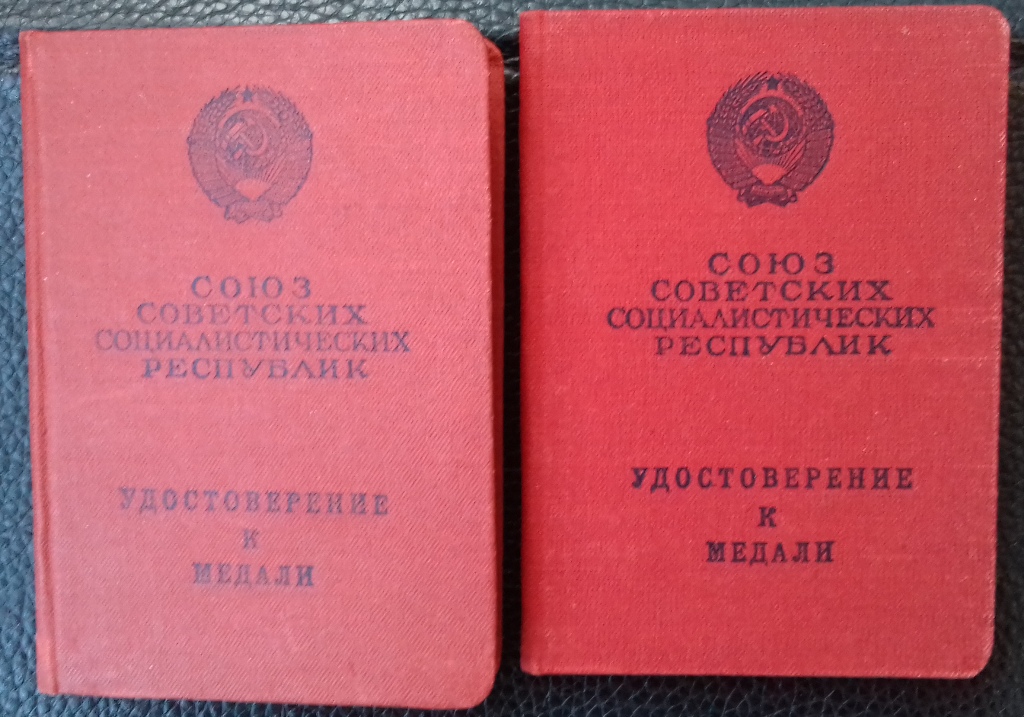 СОЮЗ
СОВЕТСКИХ
СОЦИАЛИСТИЧЕСКИХ
РЕСПУБЛИК
УДОСТОВЕРЕНИЕ
К
МЕДАЛИ
СОЮЗ
СОВЕТСКИХ
СОЦИАЛИСТИЧЕСКИХ
РЕСПУБЛИК
УДОСТОВЕРЕНИЕ
К
МЕДАЛИ